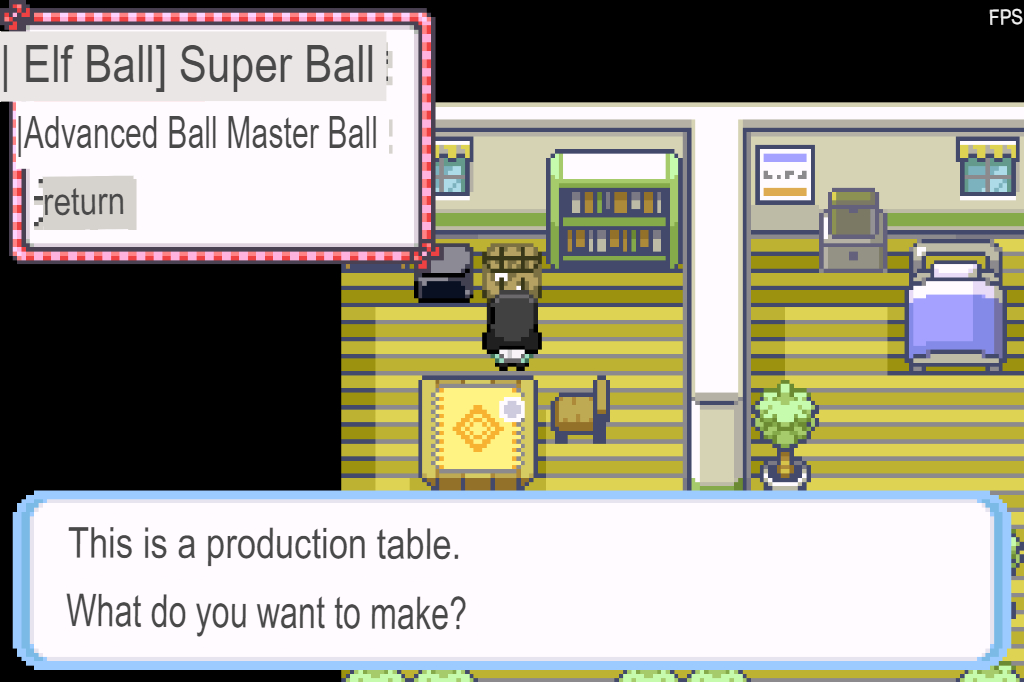 FPS
| Elf Ball] Super Ball
|Advanced Ball Master Ball
return
This is a production table.
What do you want to make?